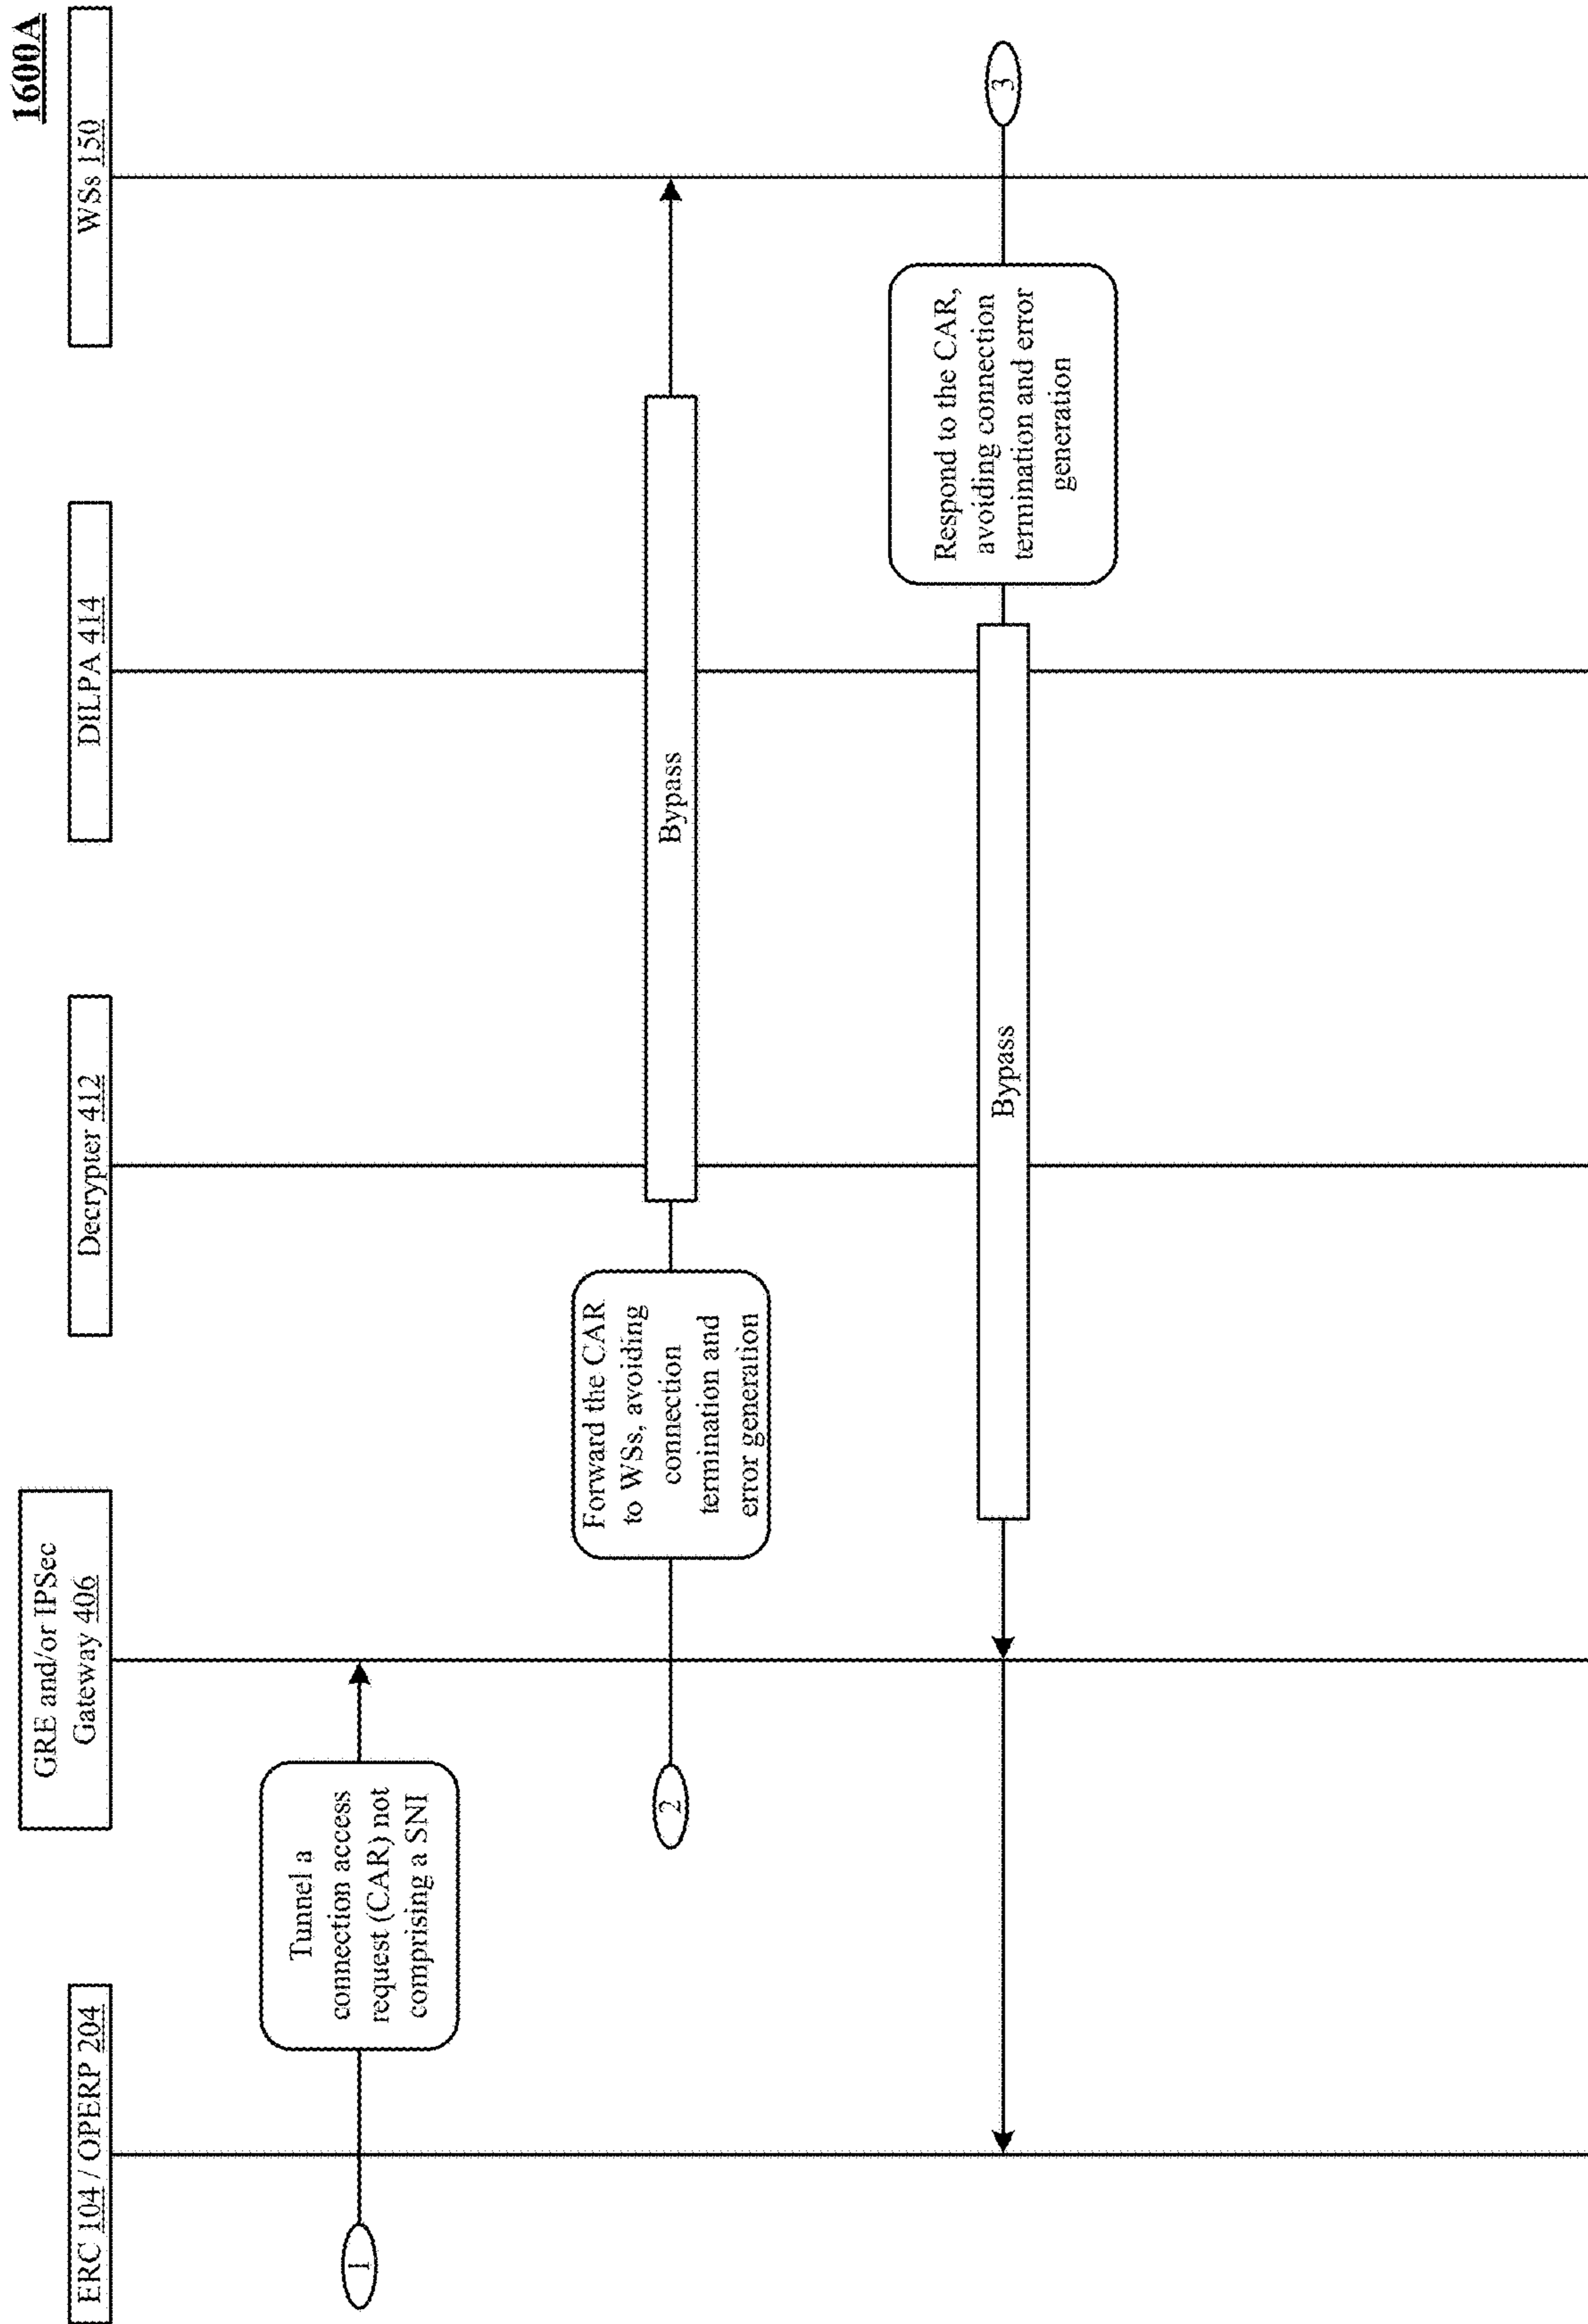 1600A
ERC 104 / OPERP 204
GRE and/or IPSec
Gateway 406
Decrypter 412
DILPA 414
WSs 150
1
Tunnel a
connection access
request (CAR) not
comprising a SNI
2
Forward the CAR
to WSs, avoiding
connection
termination and
error generation
Bypass
3
Respond to the CAR,
avoiding connection
termination and error
generation
Bypass